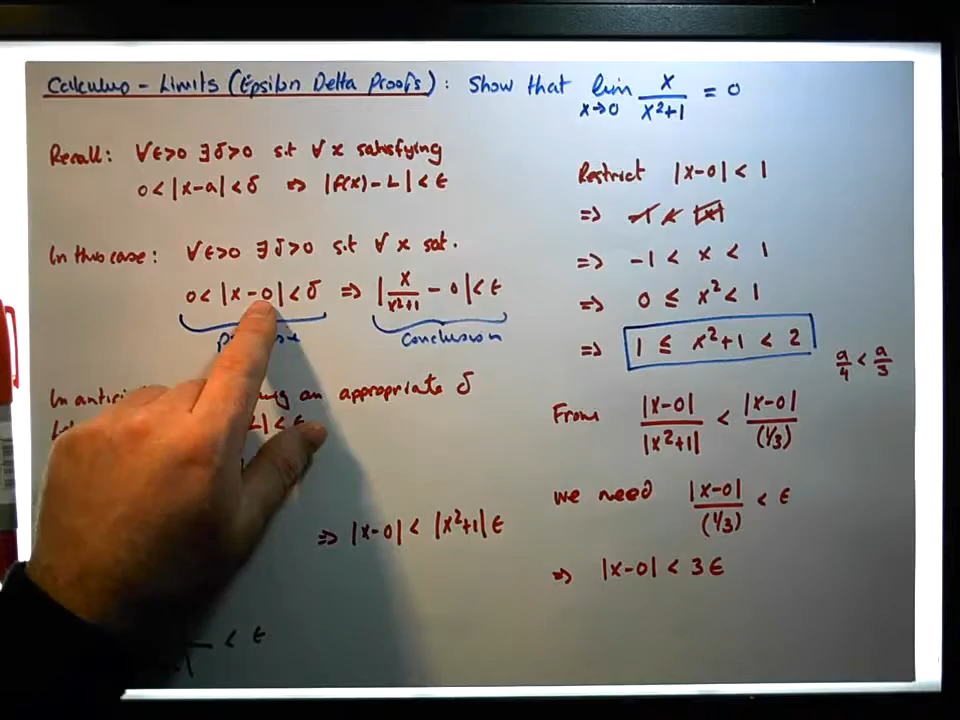 Calculus - Limits (Epsilon Delta Proofs) : Show that lim x→0 x/(x²+1) = 0
Recall: ∀ε>0 ∃δ>0 s.t ∀ x satisfying
0<|x-a|<δ ⇒ |f(x)-L|<ε
In this case: ∀ε>0 ∃δ>0 s.t ∀ x sat.
0<|x-0|<δ ⇒ |x/(x²+1) - 0|<ε
Conclusion
an appropriate δ
|<ε
⇒ |x-0| < |x²+1|ε
< ε
Restrict |x-0|<1
⇒ -1 < |x|
⇒ -1 < x < 1
⇒ 0 ≤ x² < 1
⇒ 1 ≤ x²+1 < 2
a/4 < a/3
From |x-0|/|x²+1| < |x-0|/(1/3)
we need |x-0|/(1/3) < ε
⇒ |x-0| < 3ε